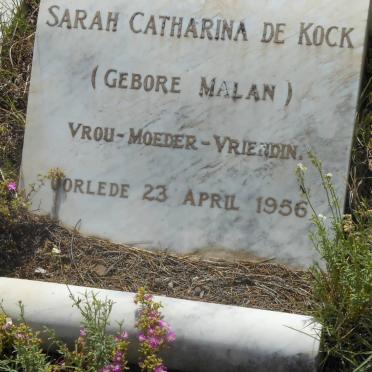 SARAH CATHARINA DE KOCK
(GEBORE MALAN)
VROU-MOEDER-VRIENDIN.
OORLEDE 23 APRIL 1956